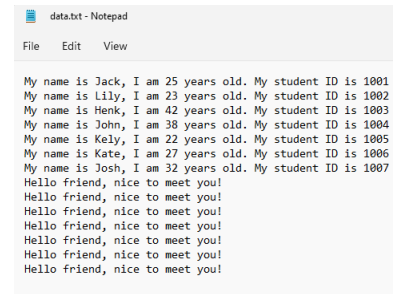 data.txt - Notepad
File Edit View
My name is Jack, I am 25 years old. My student ID is 1001
My name is Lily, I am 23 years old. My student ID is 1002
My name is Henk, I am 42 years old. My student ID is 1003
My name is John, I am 38 years old. My student ID is 1004
My name is Kely, I am 22 years old. My student ID is 1005
My name is Kate, I am 27 years old. My student ID is 1006
My name is Josh, I am 32 years old. My student ID is 1007
Hello friend, nice to meet you!
Hello friend, nice to meet you!
Hello friend, nice to meet you!
Hello friend, nice to meet you!
Hello friend, nice to meet you!
Hello friend, nice to meet you!
Hello friend, nice to meet you!